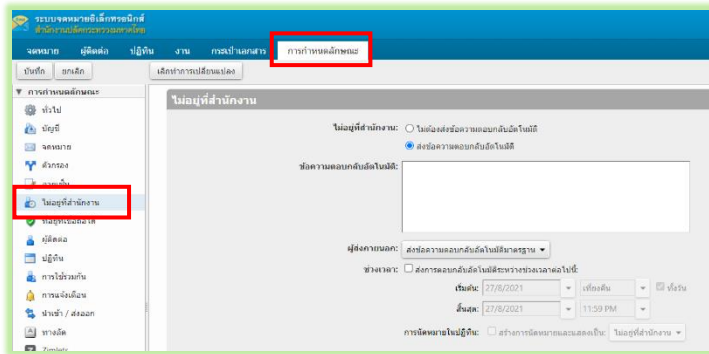 ระบบจดหมายอิเล็กทรอนิกส์
สำนักงานปลัดกระทรวงมหาดไทย
จดหมาย ผู้ติดต่อ ปฏิทิน งาน กระเป๋าเอกสาร การกำหนดลักษณะ
บันทึก ยกเลิก เลิกทำการเปลี่ยนแปลง
การกำหนดลักษณะ
ทั่วไป
บัญชี
จดหมาย
ตัวกรอง
ลายเซ็น
ไม่อยู่ที่สำนักงาน
ที่อยู่ที่เชื่อถือได้
ผู้ติดต่อ
ปฏิทิน
การใช้ร่วมกัน
การแจ้งเตือน
นำเข้า / ส่งออก
ทางลัด
Zimlets
ไม่อยู่ที่สำนักงาน
ไม่อยู่ที่สำนักงาน: ไม่ต้องส่งข้อความตอบกลับอัตโนมัติ
ส่งข้อความตอบกลับอัตโนมัติ
ข้อความตอบกลับอัตโนมัติ:
ผู้ส่งภายนอก: ส่งข้อความตอบกลับอัตโนมัติมาตรฐาน
ช่วงเวลา: ส่งการตอบกลับอัตโนมัติระหว่างช่วงเวลาต่อไปนี้:
เริ่มต้น: 27/8/2021 เที่ยงคืน ทั้งวัน
สิ้นสุด: 27/8/2021 11:59 PM
การนัดหมายในปฏิทิน: สร้างการนัดหมายและแสดงเป็น: ไม่อยู่ที่สำนักงาน